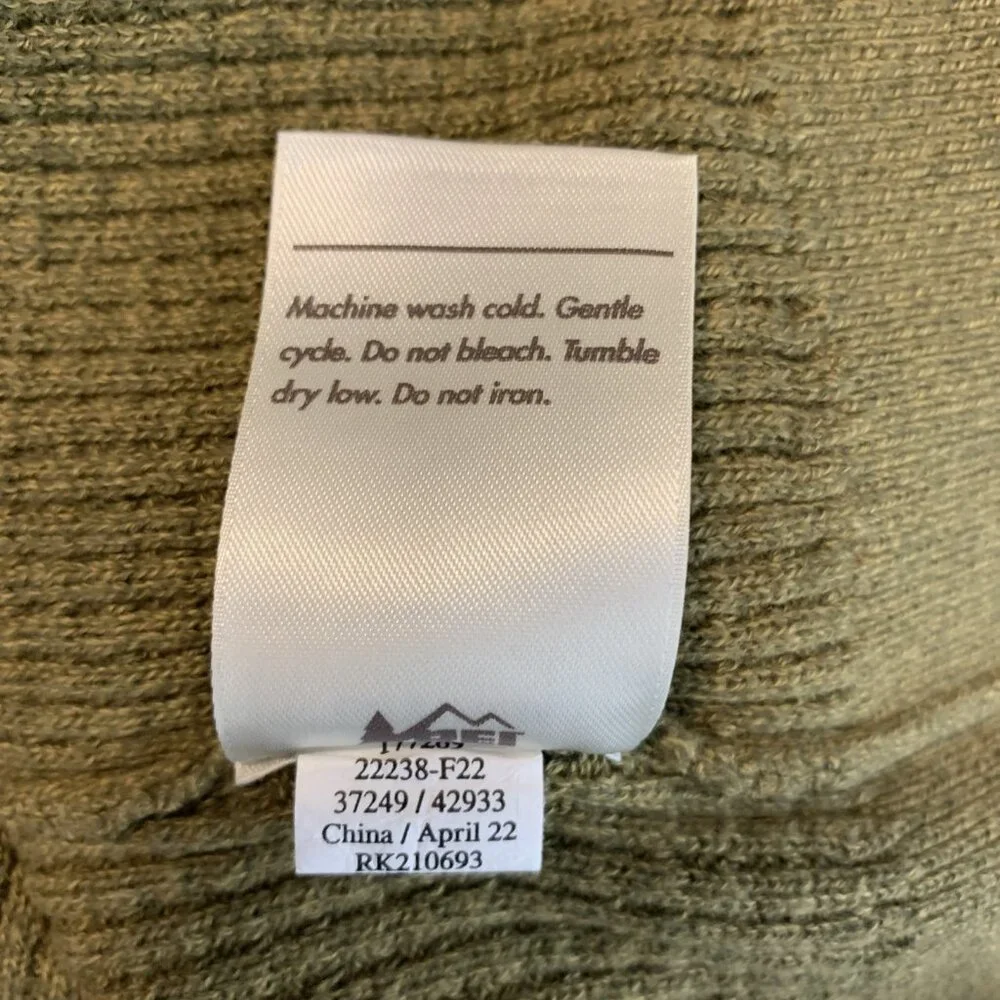 Machine wash cold. Gentle
cycle. Do not bleach. Tumble
dry low. Do not iron.
22238-F22
37249 / 42933
China / April 22
RK210693